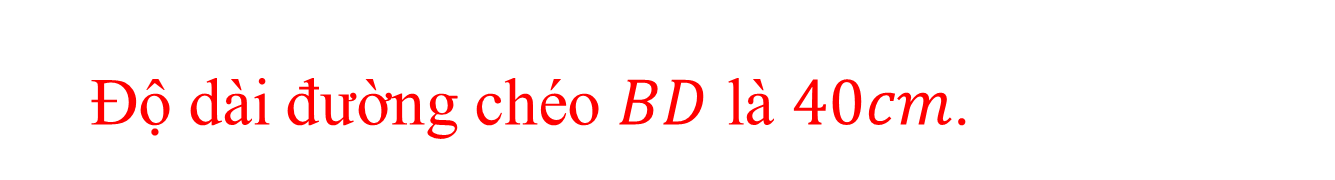 Độ dài đường chéo BD là 40cm.